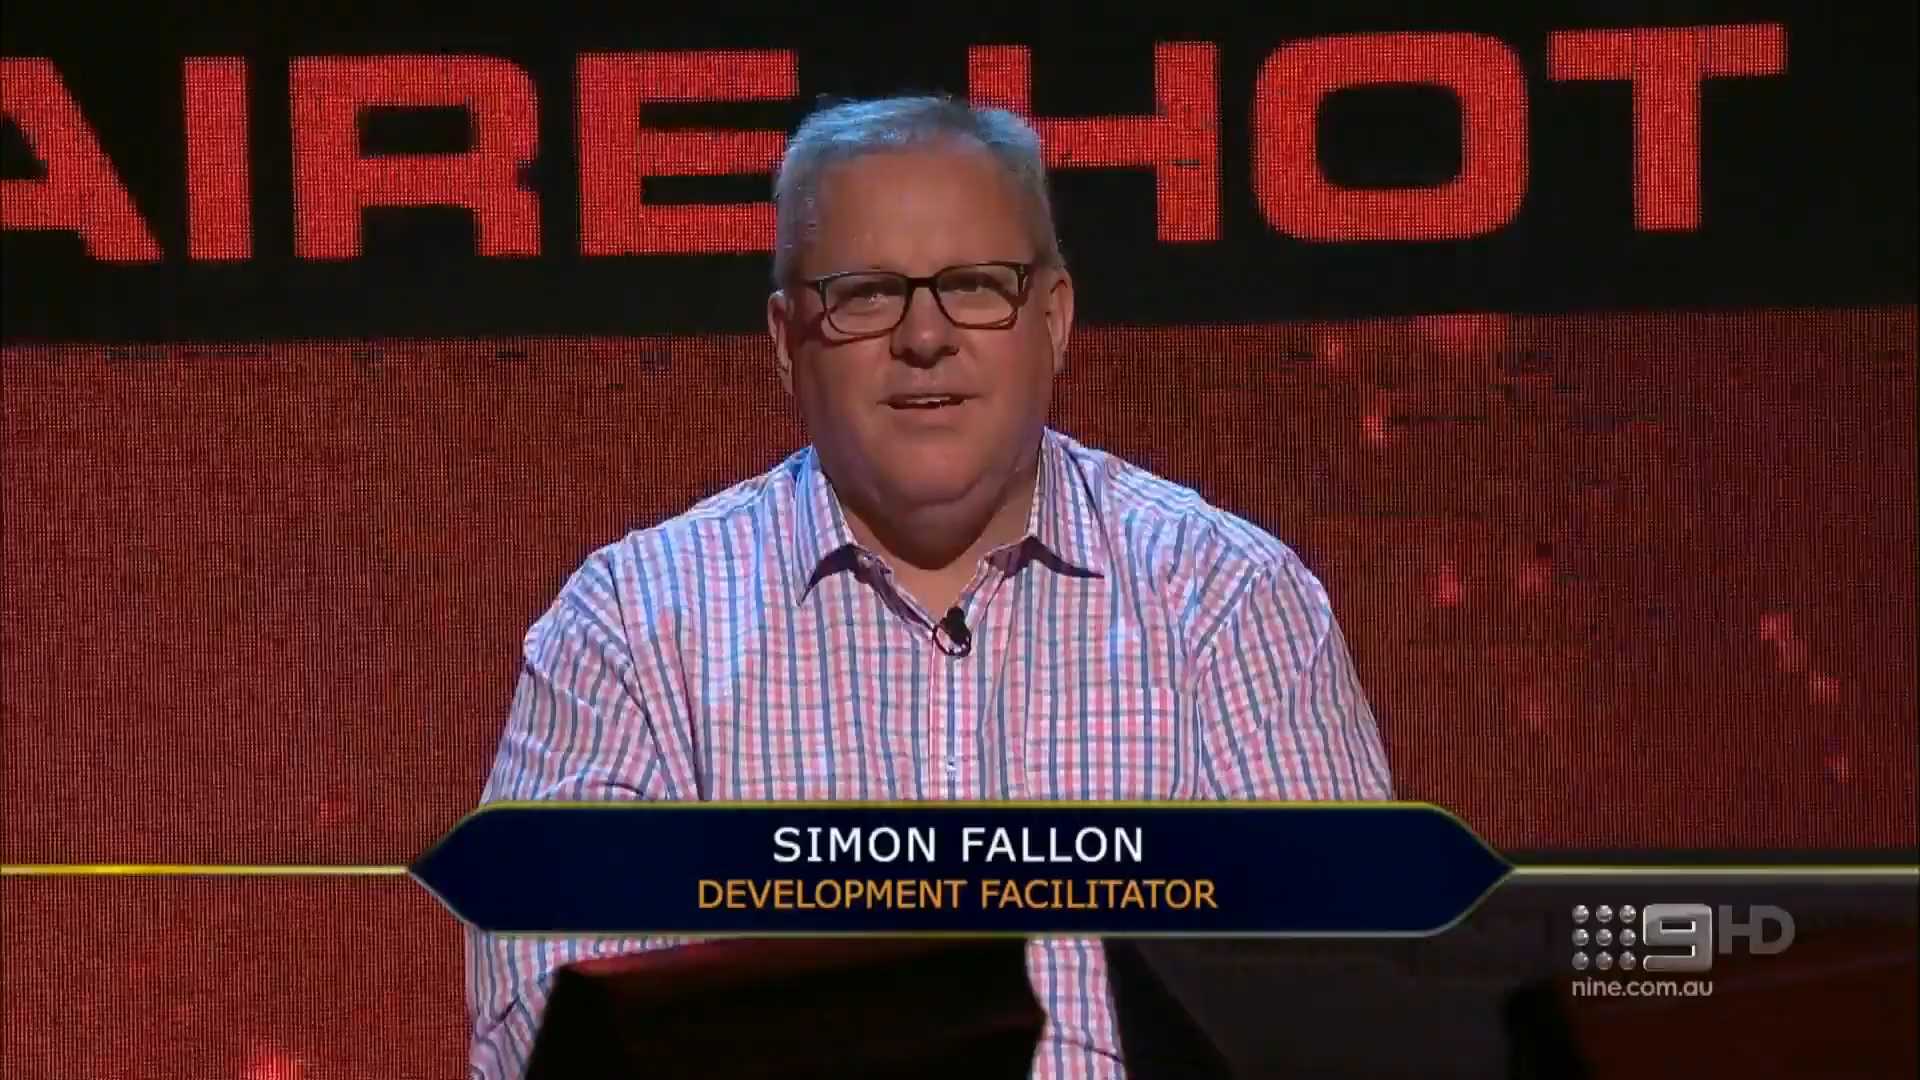 AIRE HOT
SIMON FALLON
DEVELOPMENT FACILITATOR
9HD
nine.com.au